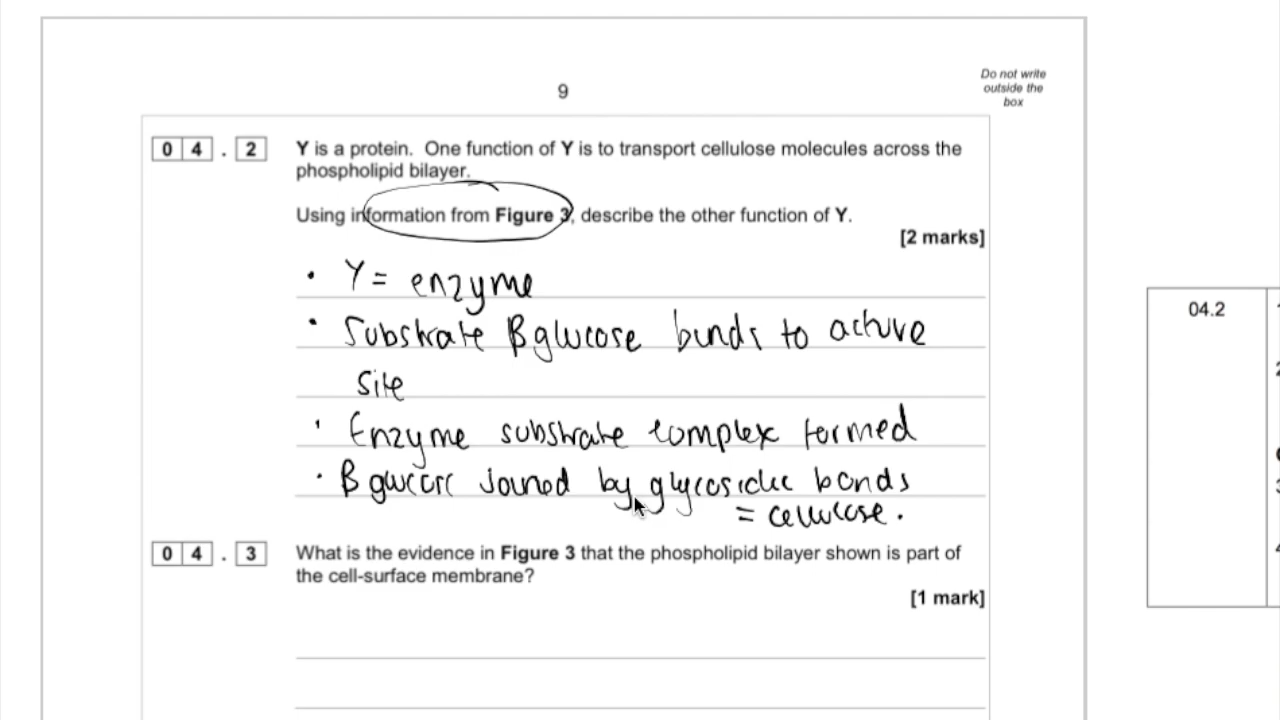 9
Do not write
outside the
box
0 4 . 2
Y is a protein. One function of Y is to transport cellulose molecules across the
phospholipid bilayer.
Using information from Figure 3, describe the other function of Y.
[2 marks]
• Y = enzyme
• Substrate β glucose binds to active
site
• Enzyme substrate complex formed
• β glucose joined by glycosidic bonds
= cellulose.
0 4 . 3
What is the evidence in Figure 3 that the phospholipid bilayer shown is part of
the cell-surface membrane?
[1 mark]
04.2